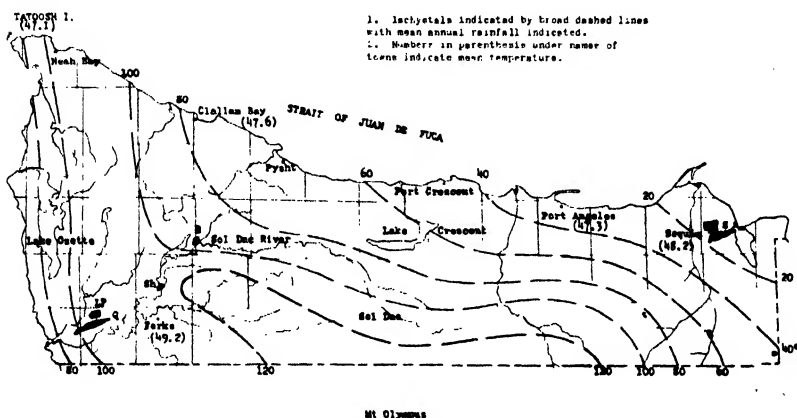 TATOOSH I.
(47.1)
1. Isohyetals indicated by broad dashed lines
with mean annual rainfall indicated.
2. Numbers in parenthesis under names of
towns indicate mean temperature.
Neah Bay
100
80
Clallam Bay
(47.6)
STRAIT OF JUAN DE FUCA
Pysht
60
40
20
Port Crescent
Lake Crescent
Port Angeles
Sequim
(48.2)
S
Lake Ozette
B
Sol Duc River
20
Sh
LP
Q
Forks
(49.2)
Sol Duc
40
80 100
120
120 100 80 60
Mt Olympus